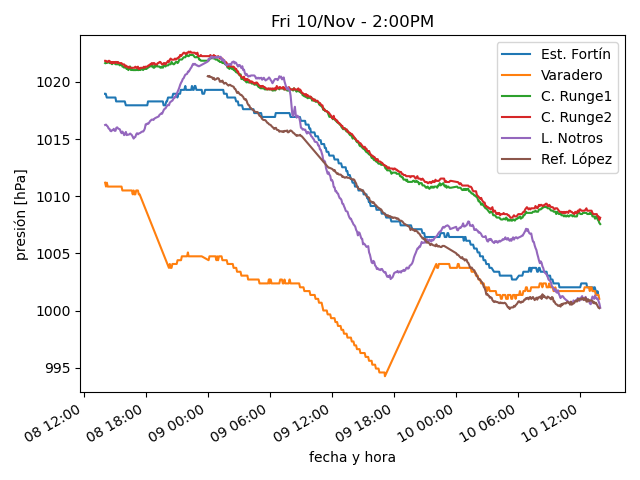 Fri 10/Nov - 2:00PM
Est. Fortín
Varadero
C. Runge1
C. Runge2
L. Notros
Ref. López
presión [hPa]
1020
1015
1010
1005
1000
995
08 12:00
08 18:00
09 00:00
09 06:00
09 12:00
09 18:00
10 00:00
10 06:00
10 12:00
fecha y hora